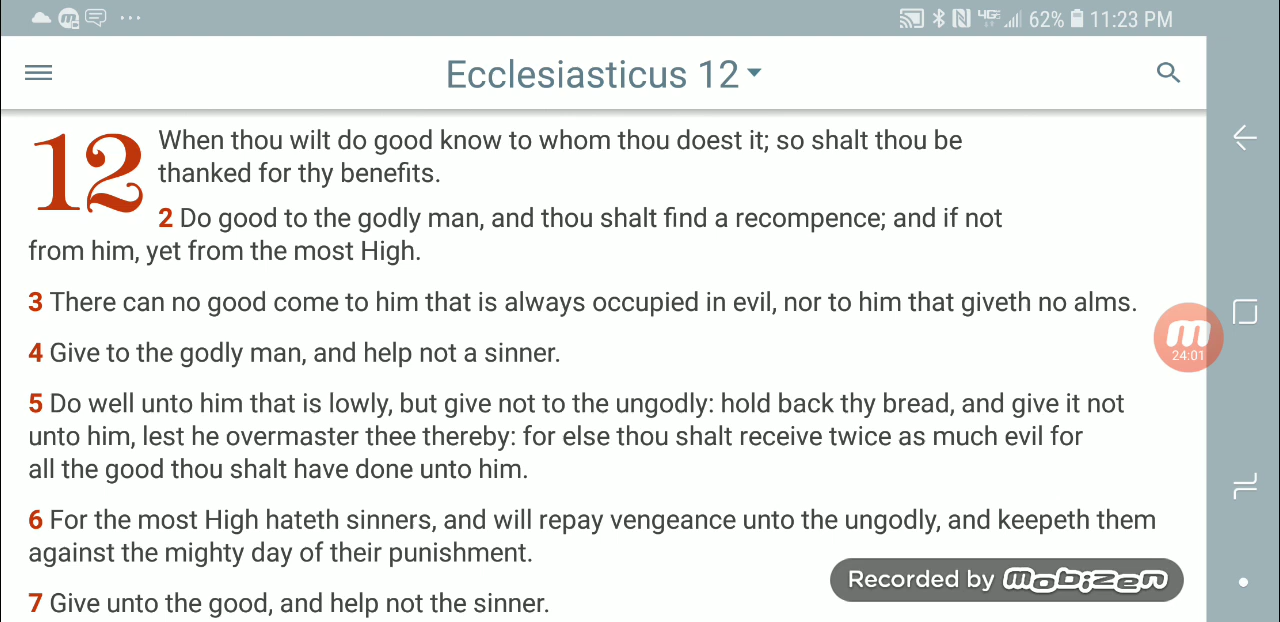 62% 11:23 PM
Ecclesiasticus 12
12 When thou wilt do good know to whom thou doest it; so shalt thou be
thanked for thy benefits.
2 Do good to the godly man, and thou shalt find a recompence; and if not
from him, yet from the most High.
3 There can no good come to him that is always occupied in evil, nor to him that giveth no alms.
4 Give to the godly man, and help not a sinner.
5 Do well unto him that is lowly, but give not to the ungodly: hold back thy bread, and give it not
unto him, lest he overmaster thee thereby: for else thou shalt receive twice as much evil for
all the good thou shalt have done unto him.
6 For the most High hateth sinners, and will repay vengeance unto the ungodly, and keepeth them
against the mighty day of their punishment.
7 Give unto the good, and help not the sinner.
m
24:01
Recorded by mobizen